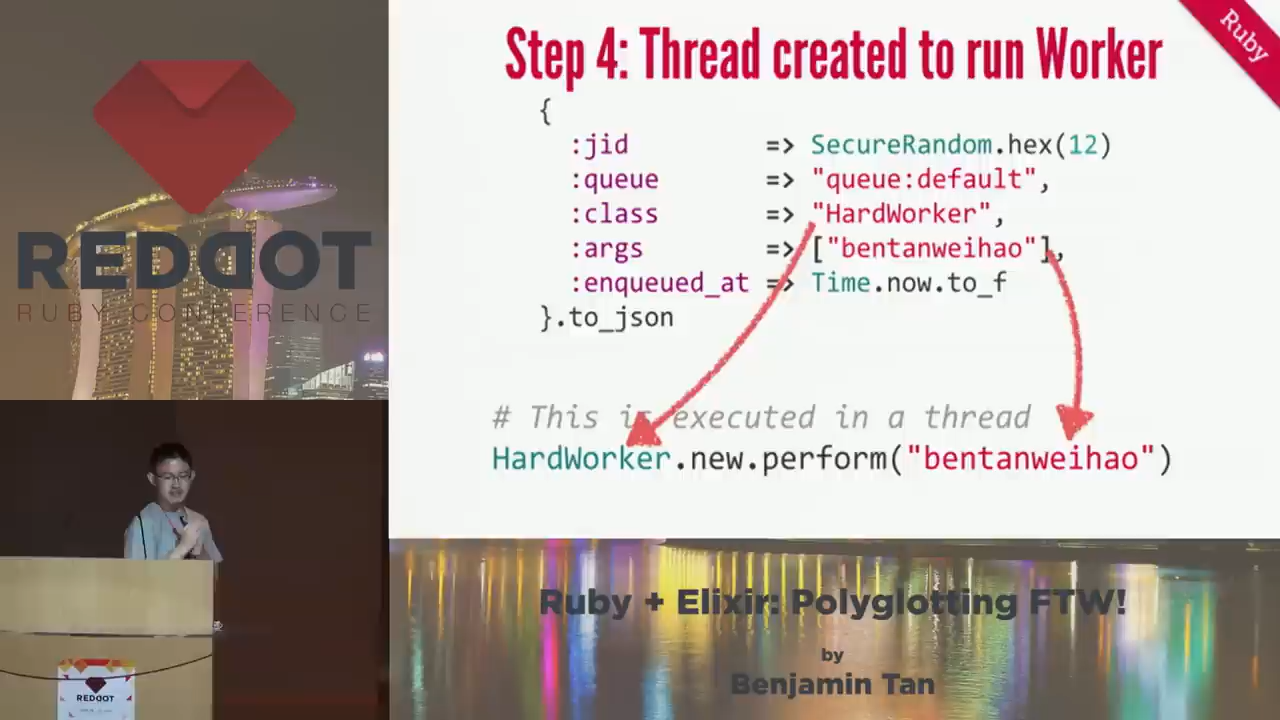 Step 4: Thread created to run Worker
Ruby
{
:jid => SecureRandom.hex(12)
:queue => "queue:default",
:class => "HardWorker",
:args => ["bentanweihao"],
:enqueued_at => Time.now.to_f
}.to_json
# This is executed in a thread
HardWorker.new.perform("bentanweihao")
REDDOT
RUBY CONFERENCE
REDDOT
Ruby + Elixir: Polyglotting FTW!
by
Benjamin Tan